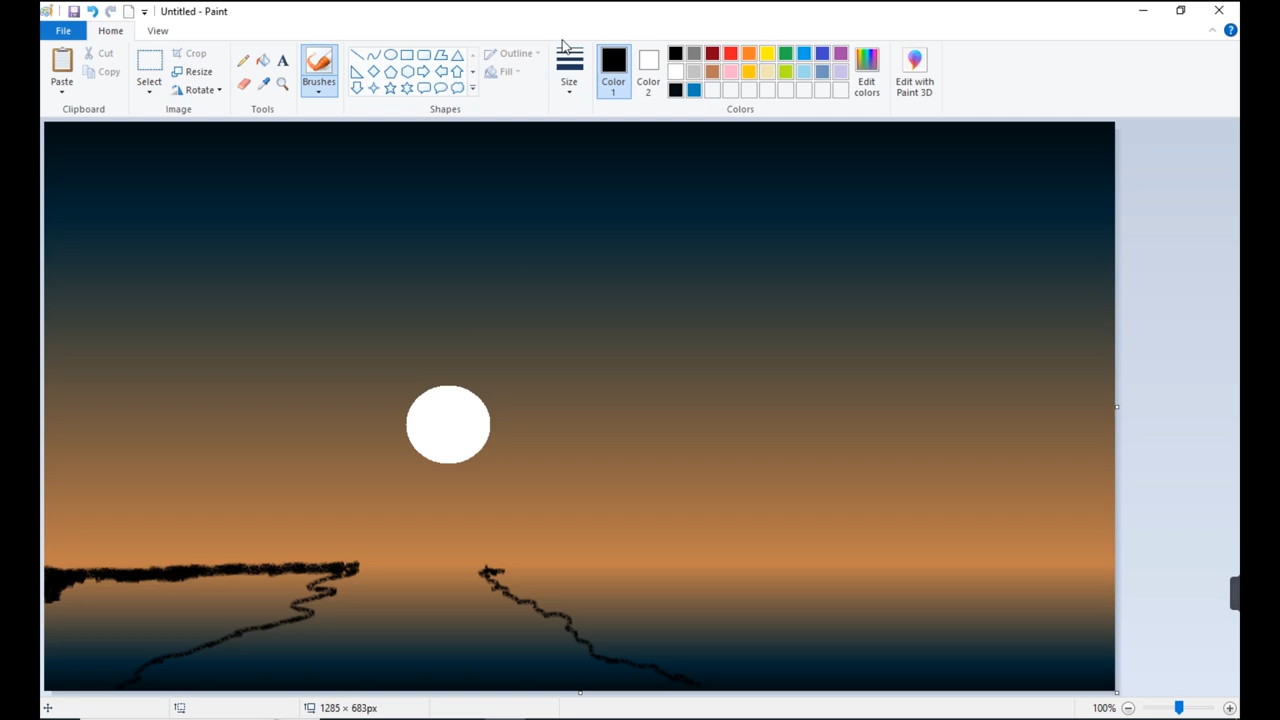 Untitled - Paint
File Home View
Paste
Cut
Copy
Clipboard
Select
Crop
Resize
Rotate
Image
A
Tools
Brushes
Outline
Fill
Shapes
Size
Color 1
Color 2
Edit colors
Colors
Edit with Paint 3D
1285 × 683px
100%